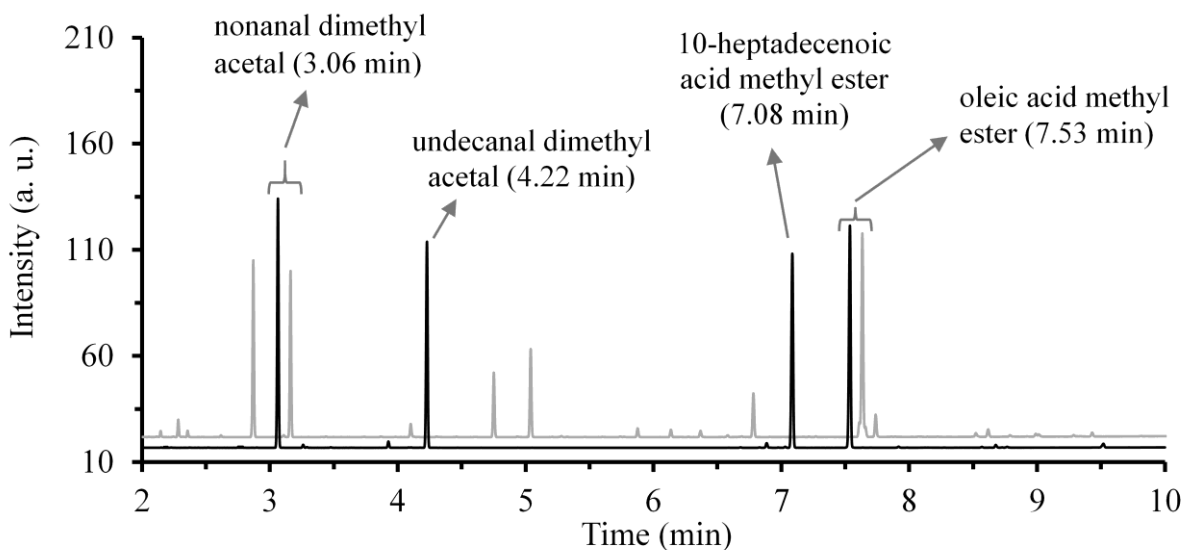 nonanal dimethyl
acetal (3.06 min)
undecanal dimethyl
acetal (4.22 min)
10-heptadecenoic
acid methyl ester
(7.08 min)
oleic acid methyl
ester (7.53 min)
Intensity (a. u.)
210
160
110
60
10
2 3 4 5 6 7 8 9 10
Time (min)